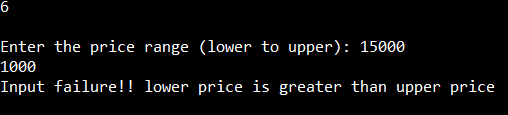 6
Enter the price range (lower to upper): 15000
1000
Input failure!! lower price is greater than upper price